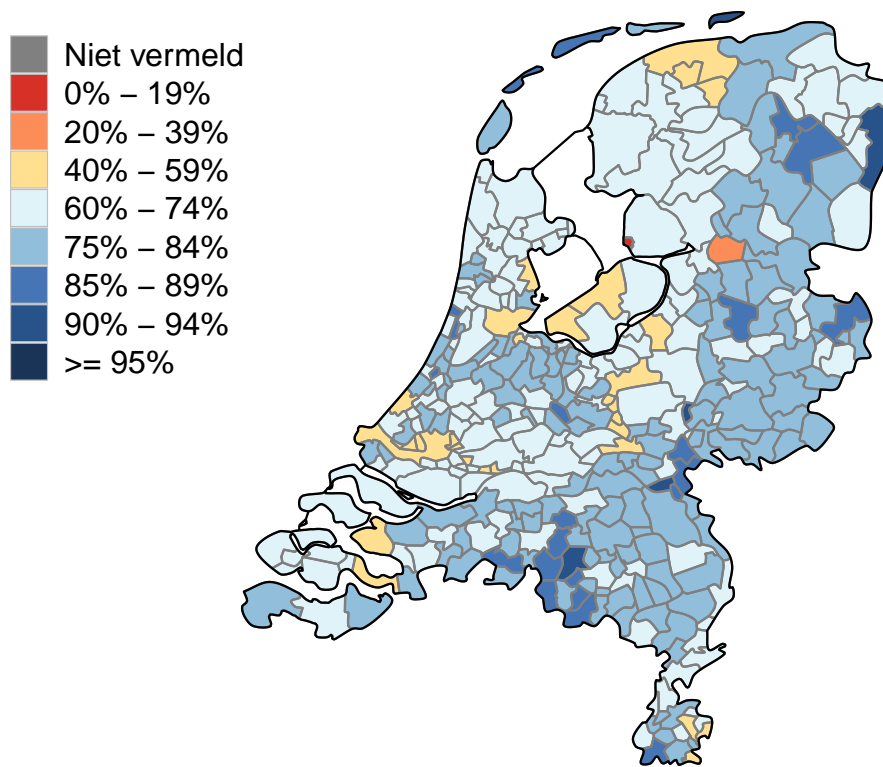 Niet vermeld
0% – 19%
20% – 39%
40% – 59%
60% – 74%
75% – 84%
85% – 89%
90% – 94%
>= 95%